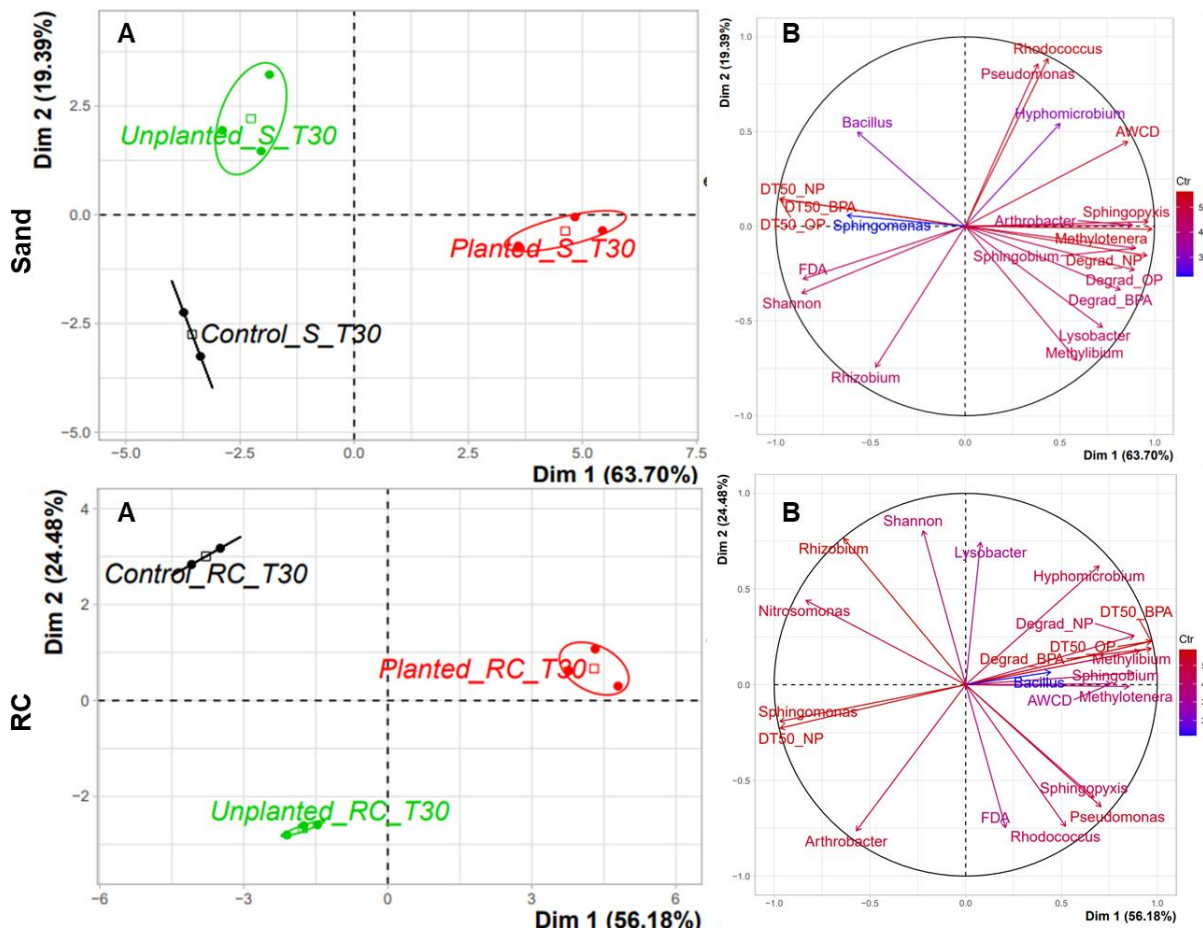 A
Dim 2 (19.39%)
2.5
0.0
-2.5
-5.0
Unplanted_S_T30
Planted_S_T30
Control_S_T30
-5.0 -2.5 0.0 2.5 5.0 7.5
Dim 1 (63.70%)
Sand
B
Dim 2 (19.39%)
1.0
0.5
0.0
-0.5
-1.0
Rhodococcus
Pseudomonas
Hyphomicrobium
Bacillus
AWCD
DT50_NP
DT50_BPA
DT50_OP
Sphingomonas
Arthrobacter
Sphingopyxis
Methylotenera
Sphingobium
Degrad_NP
Degrad_OP
Degrad_BPA
FDA
Shannon
Lysobacter
Methylibium
Rhizobium
-1.0 -0.5 0.0 0.5 1.0
Dim 1 (63.70%)
Ctr
5
4
3
A
Dim 2 (24.48%)
4
2
0
-2
Control_RC_T30
Planted_RC_T30
Unplanted_RC_T30
-6 -3 0 3 6
Dim 1 (56.18%)
RC
B
Dim 2 (24.48%)
1.0
0.5
0.0
-0.5
-1.0
Shannon
Rhizobium
Lysobacter
Hyphomicrobium
Nitrosomonas
DT50_BPA
Degrad_NP
DT50_OP
Degrad_BPA
Methylibium
Sphingobium
Bacillus
AWCD
Methylotenera
Sphingomonas
DT50_NP
Sphingopyxis
Pseudomonas
FDA
Rhodococcus
Arthrobacter
-1.0 -0.5 0.0 0.5 1.0
Dim 1 (56.18%)
Ctr